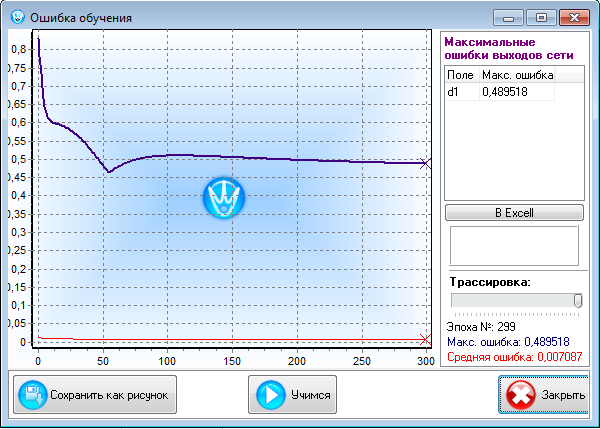 Ошибка обучения
0,8
0,75
0,7
0,65
0,6
0,55
0,5
0,45
0,4
0,35
0,3
0,25
0,2
0,15
0,1
0,05
0
0 50 100 150 200 250 300
Максимальные
ошибки выходов сети
Поле Макс. ошибка
d1 0,489518
В Excell
Трассировка:
Эпоха №: 299
Макс. ошибка: 0,489518
Средняя ошибка: 0,007087
Сохранить как рисунок
Учимся
Закрыть